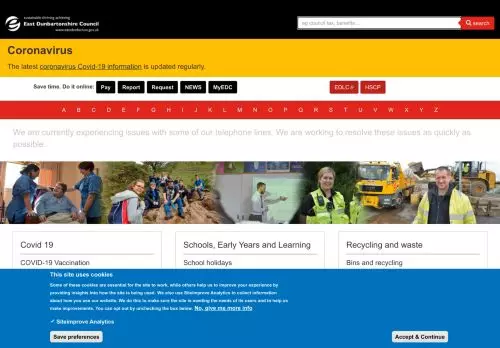 sustainable thriving achieving
East Dunbartonshire Council
www.eastdunbarton.gov.uk
eg council tax, benefits...
search
Coronavirus
The latest coronavirus Covid-19 information is updated regularly.
Save time. Do it online: Pay Report Request NEWS MyEDC EDLC HSCP
A B C D E F G H I J K L M N O P Q R S T U V W X Y Z
We are currently experiencing issues with some of our telephone lines. We are working to resolve these issues as quickly as
possible.
Covid 19 Schools, Early Years and Learning Recycling and waste
COVID-19 Vaccination School holidays Bins and recycling
This site uses cookies
Some of these cookies are essential for the site to work, while others help us to improve your experience by
providing insights into how the site is being used. We also use Siteimprove Analytics to collect information
about how you use our website. We do this to make sure the site is meeting the needs of its users and to help us
make improvements. You can opt out by unchecking the box below. No, give me more info
✓ Siteimprove Analytics
Save preferences Accept & Continue